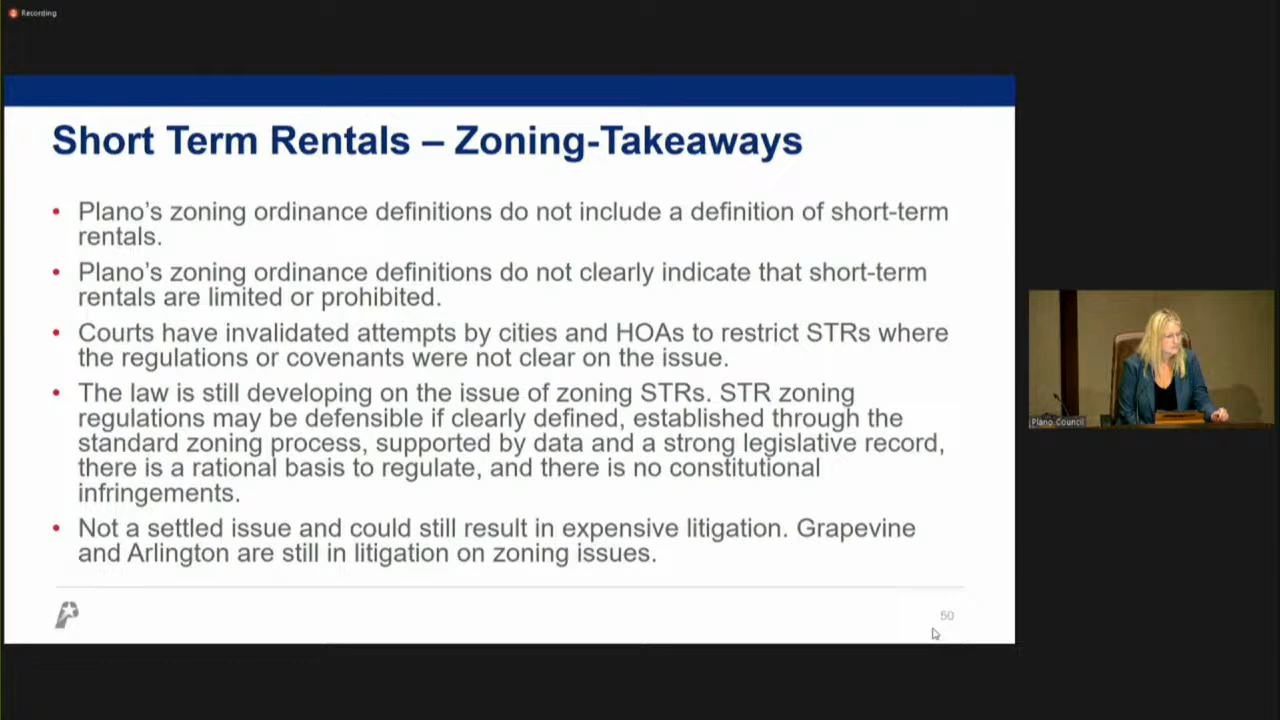 Recording
Short Term Rentals – Zoning-Takeaways
• Plano's zoning ordinance definitions do not include a definition of short-term
rentals.
• Plano's zoning ordinance definitions do not clearly indicate that short-term
rentals are limited or prohibited.
• Courts have invalidated attempts by cities and HOAs to restrict STRs where
the regulations or covenants were not clear on the issue.
• The law is still developing on the issue of zoning STRs. STR zoning
regulations may be defensible if clearly defined, established through the
standard zoning process, supported by data and a strong legislative record,
there is a rational basis to regulate, and there is no constitutional
infringements.
• Not a settled issue and could still result in expensive litigation. Grapevine
and Arlington are still in litigation on zoning issues.
50
Plano Council